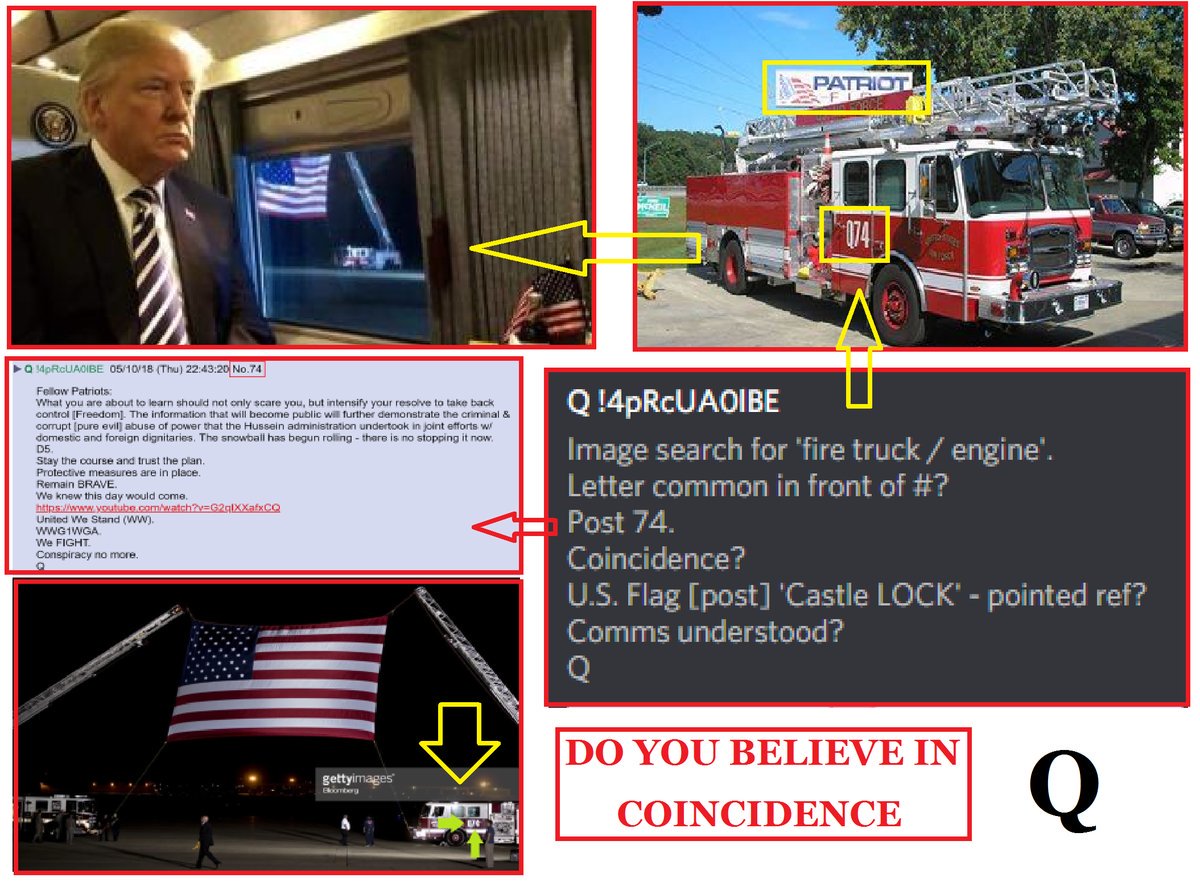 PATRIOT
FIRE
FORCE
Q74
Q !4pRcUA0IBE 05/10/18 (Thu) 22:43:20 No.74
Fellow Patriots:
What you are about to learn should not only scare you, but intensify your resolve to take back
control [Freedom]. The information that will become public will further demonstrate the criminal &
corrupt [pure evil] abuse of power that the Hussein administration undertook in joint efforts w/
domestic and foreign dignitaries. The snowball has begun rolling - there is no stopping it now.
D5.
Stay the course and trust the plan.
Protective measures are in place.
Remain BRAVE.
We knew this day would come.
https://www.youtube.com/watch?v=G2qIXXafxCQ
United We Stand (WW).
WWG1WGA.
We FIGHT.
Conspiracy no more.
Q
Q !4pRcUA0IBE
Image search for 'fire truck / engine'.
Letter common in front of #?
Post 74.
Coincidence?
U.S. Flag [post] 'Castle LOCK' - pointed ref?
Comms understood?
Q
gettyimages®
Bloomberg
DO YOU BELIEVE IN
COINCIDENCE
Q